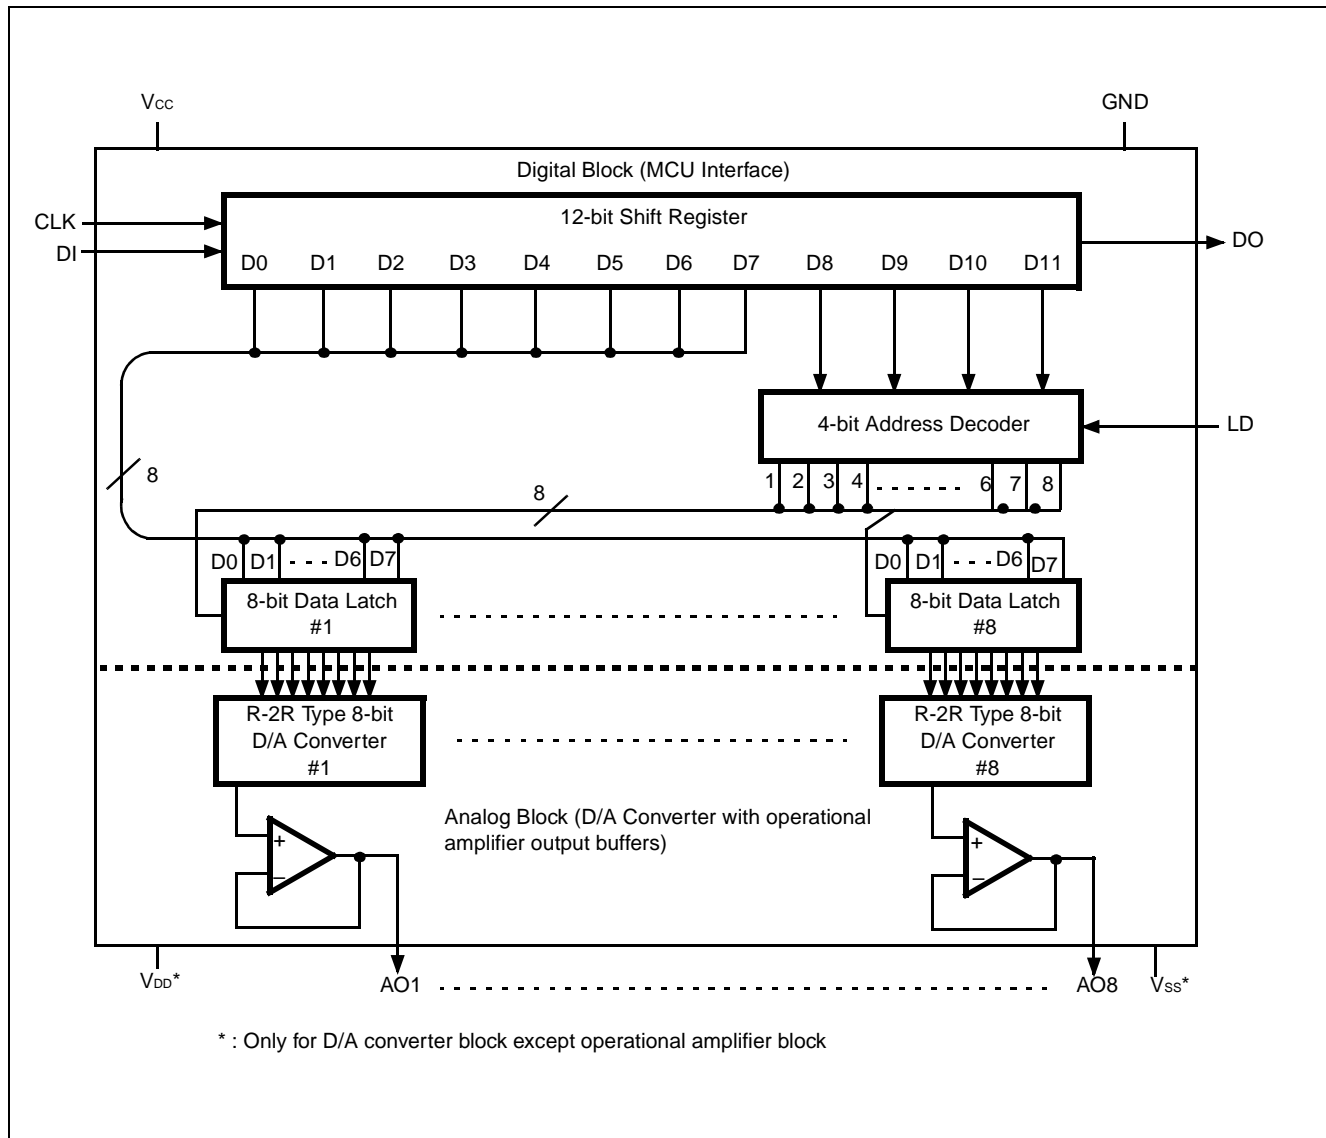 VCC
GND
Digital Block (MCU Interface)
CLK
DI
12-bit Shift Register
DO
D0 D1 D2 D3 D4 D5 D6 D7 D8 D9 D10 D11
4-bit Address Decoder
LD
8
1 2 3 4 6 7 8
8
D0 D1 D6 D7
D0 D1 D6 D7
8-bit Data Latch
#1
8-bit Data Latch
#8
R-2R Type 8-bit
D/A Converter
#1
R-2R Type 8-bit
D/A Converter
#8
Analog Block (D/A Converter with operational
amplifier output buffers)
+
–
+
–
VDD*
AO1
AO8
VSS*
* : Only for D/A converter block except operational amplifier block